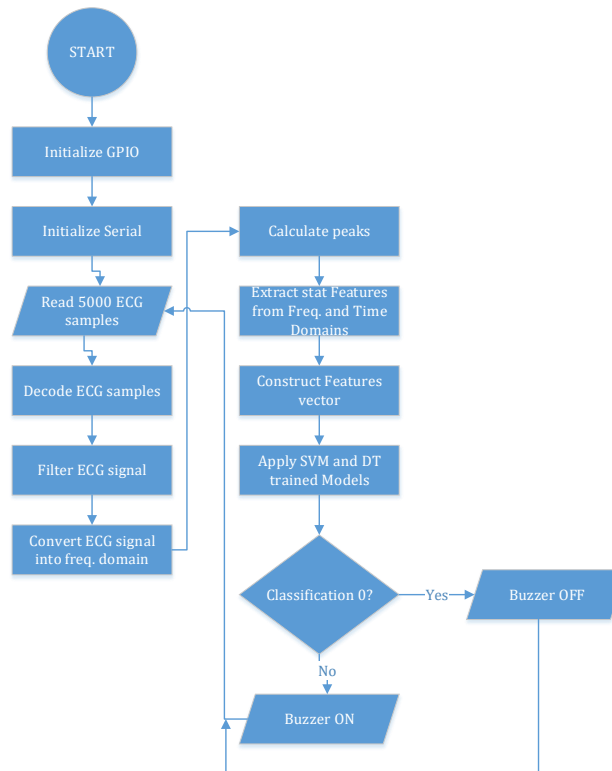 START
Initialize GPIO
Initialize Serial
Read 5000 ECG
samples
Decode ECG samples
Filter ECG signal
Convert ECG signal
into freq. domain
Calculate peaks
Extract stat Features
from Freq. and Time
Domains
Construct Features
vector
Apply SVM and DT
trained Models
Classification 0?
Yes
Buzzer OFF
No
Buzzer ON